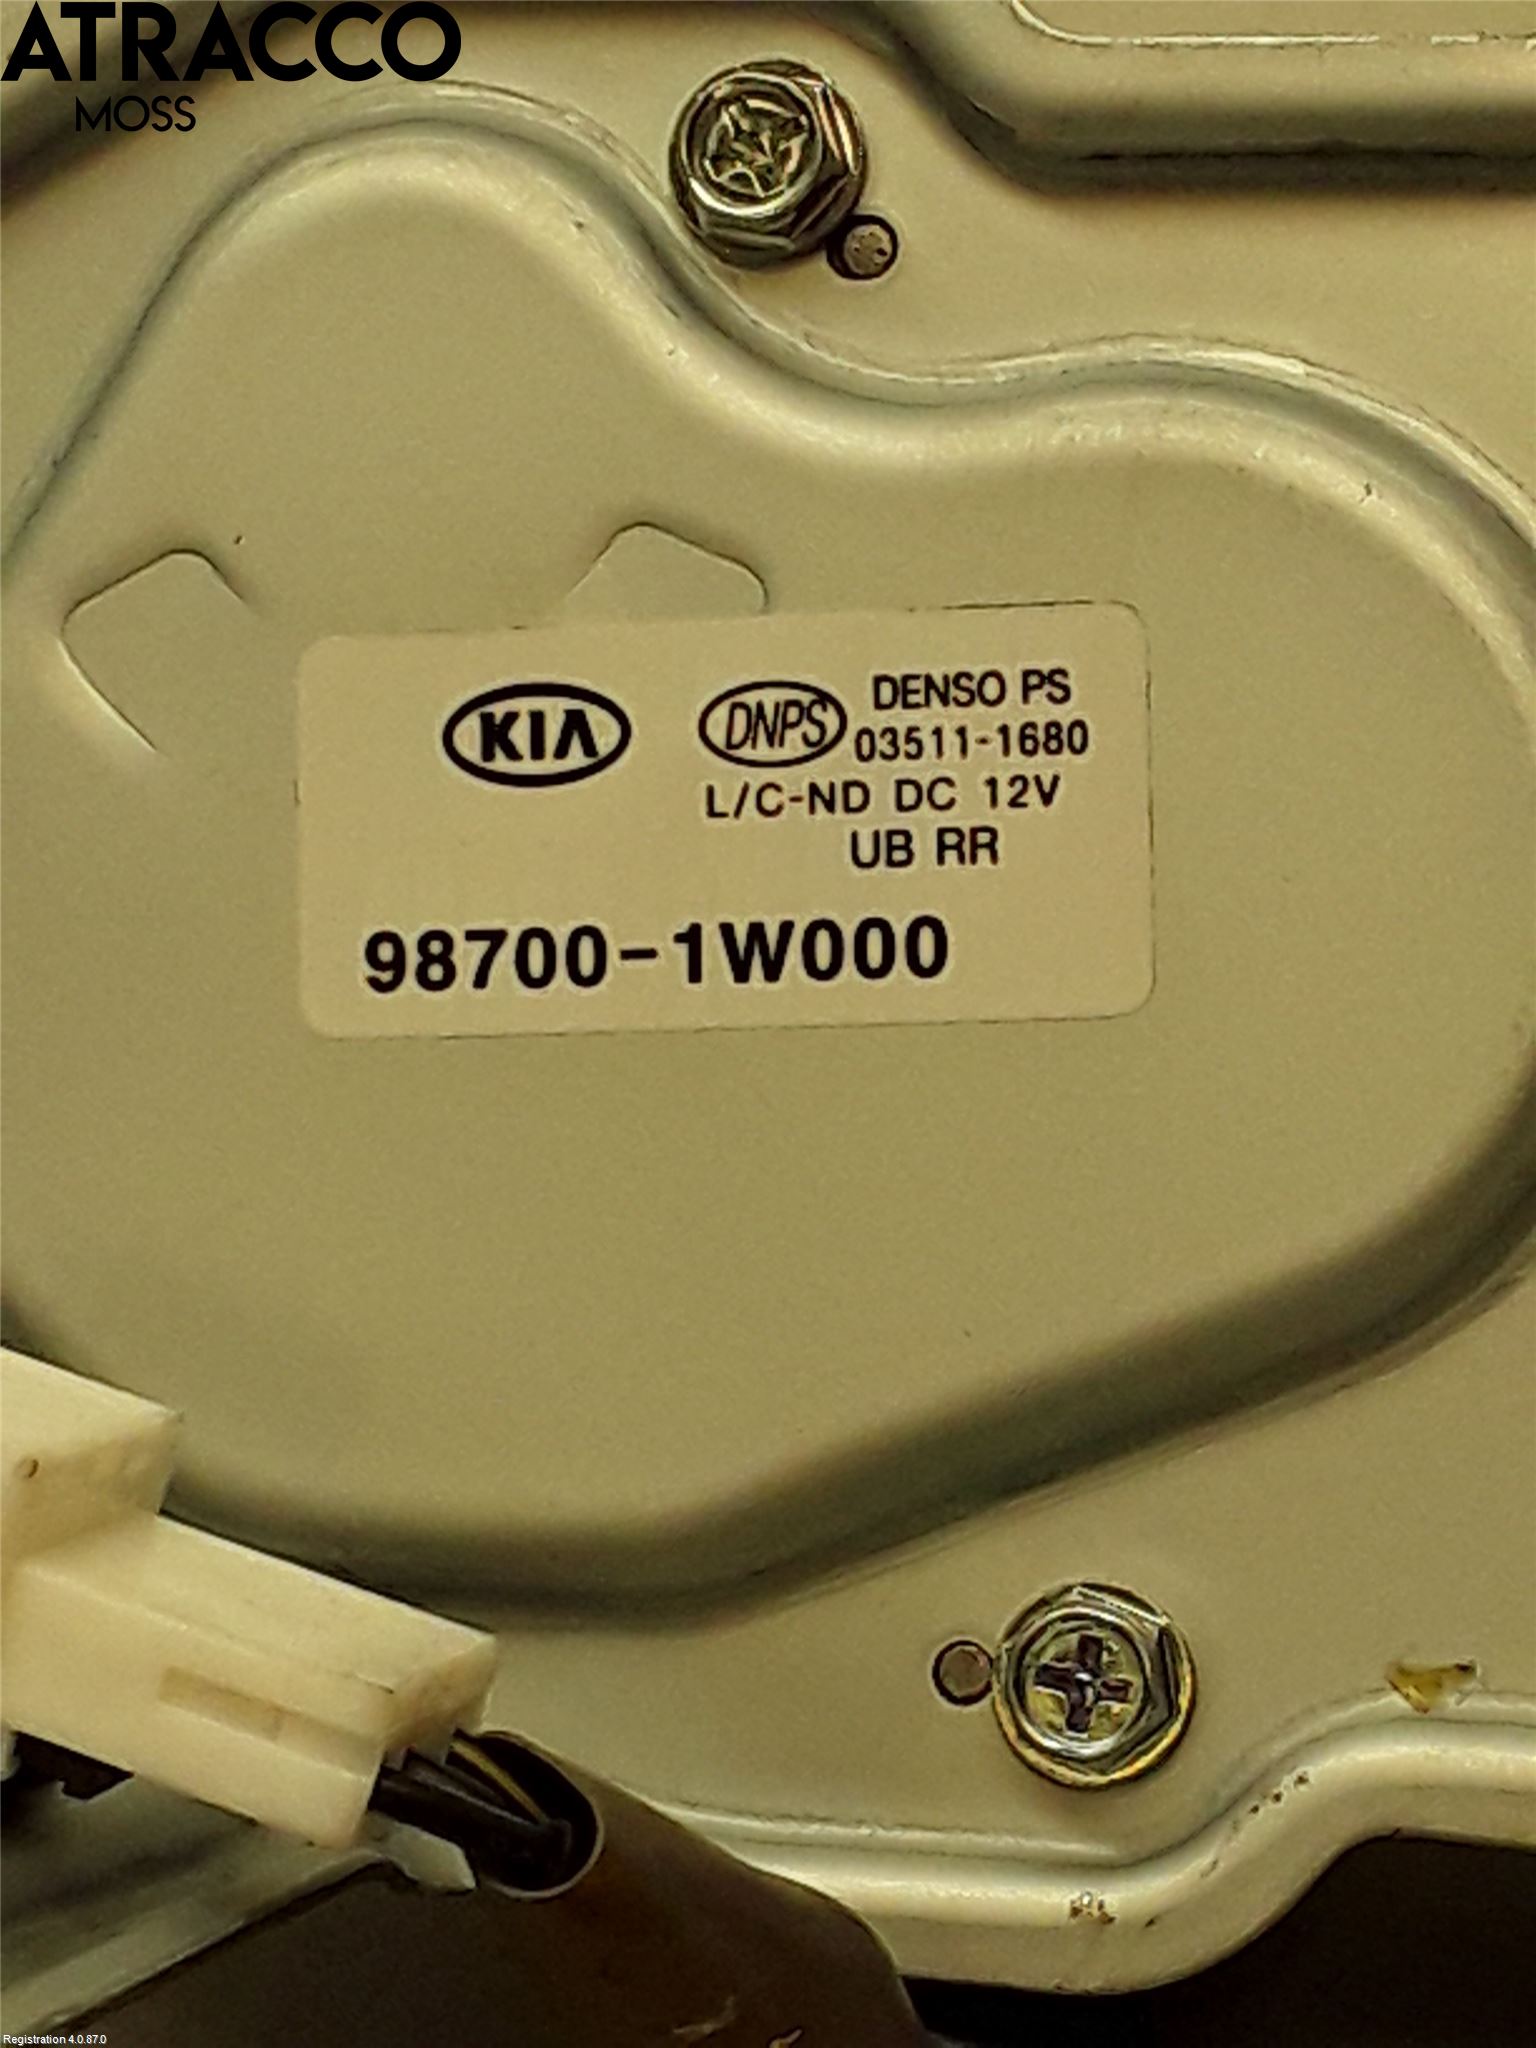 ATRACCO
MOSS
KIA
DNPS
DENSO PS
03511-1680
L/C-ND DC 12V
UB RR
98700-1W000
Registration 4.0.87.0